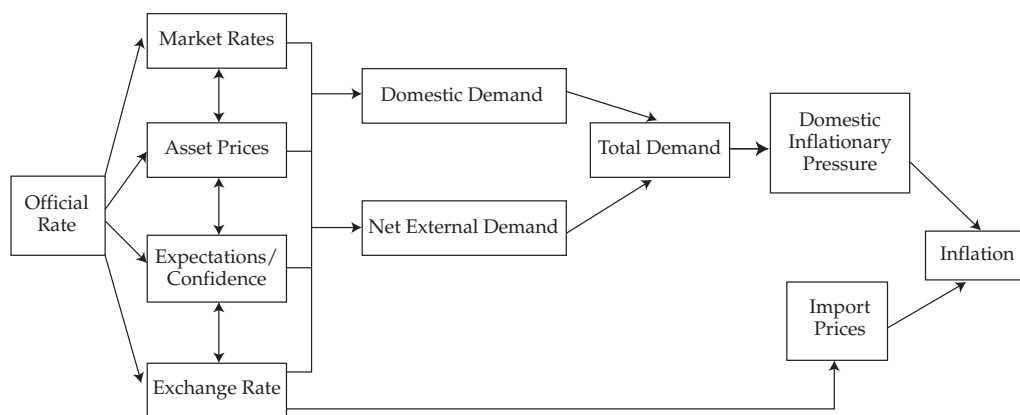 Market Rates
Asset Prices
Official
Rate
Expectations/
Confidence
Exchange Rate
Domestic Demand
Net External Demand
Total Demand
Domestic
Inflationary
Pressure
Import
Prices
Inflation